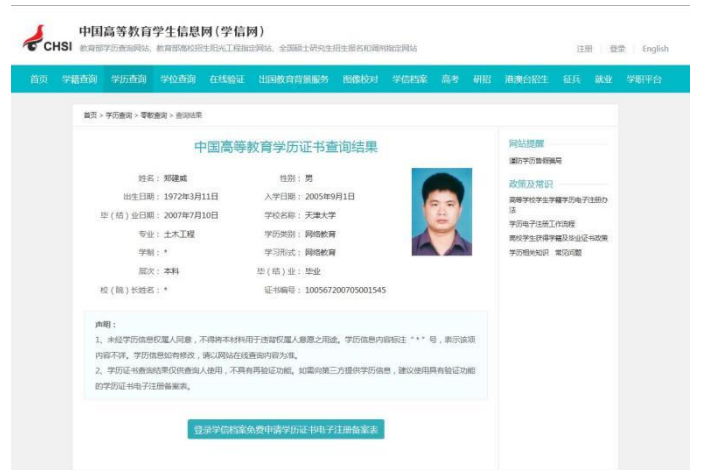 CHSI
中国高等教育学生信息网(学信网)
教育部学历查询网站、教育部高校招生阳光工程指定网站、全国硕士研究生招生报名和调剂指定网站
注册 登录 English
首页 学籍查询 学历查询 学位查询 在线验证 出国教育背景服务 图像校对 学信档案 高考 研招 港澳台招生 征兵 就业 学职平台
首页 > 学历查询 > 零散查询 > 查询结果
中国高等教育学历证书查询结果
姓名: 郑建威 性别: 男
出生日期: 1972年3月11日 入学日期: 2005年9月1日
毕(结)业日期: 2007年7月10日 学校名称: 天津大学
专业: 土木工程 学历类别: 网络教育
学制: * 学习形式: 网络教育
层次: 本科 毕(结)业: 毕业
校(院)长姓名: * 证书编号: 100567200705001545
声明:
1、未经学历信息权属人同意,不得将本材料用于违背权属人意愿之用途。学历信息内容标注“*”号,表示该项
内容不详。学历信息如有修改,请以网站在线查询内容为准。
2、学历证书查询结果仅供查询人使用,不具有再验证功能。如需向第三方提供学历信息,建议使用具有验证功能
的学历证书电子注册备案表。
登录学信档案免费申请学历证书电子注册备案表
网站提醒
谨防学历售假骗局
政策及常识
高等学校学生学籍学历电子注册办
法
学历电子注册工作流程
高校学生获得学籍及毕业证书政策
学历相关知识 常见问题